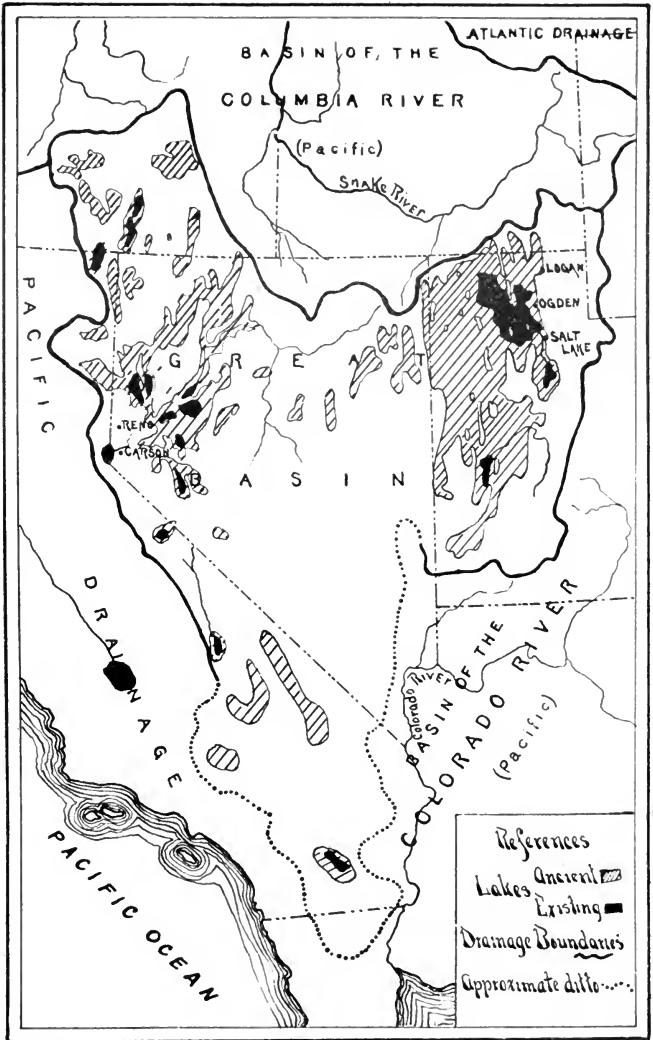 ATLANTIC DRAINAGE
BASIN OF THE
COLUMBIA RIVER
(Pacific)
SNAKE RIVER
LOGAN
OGDEN
SALT
LAKE
GREAT
BASIN
RENO
CARSON
PACIFIC
DRAINAGE
PACIFIC OCEAN
Colorado River
BASIN OF THE
COLORADO RIVER
(Pacific)
References
Lakes Ancient
Existing
Drainage Boundaries
Approximate ditto